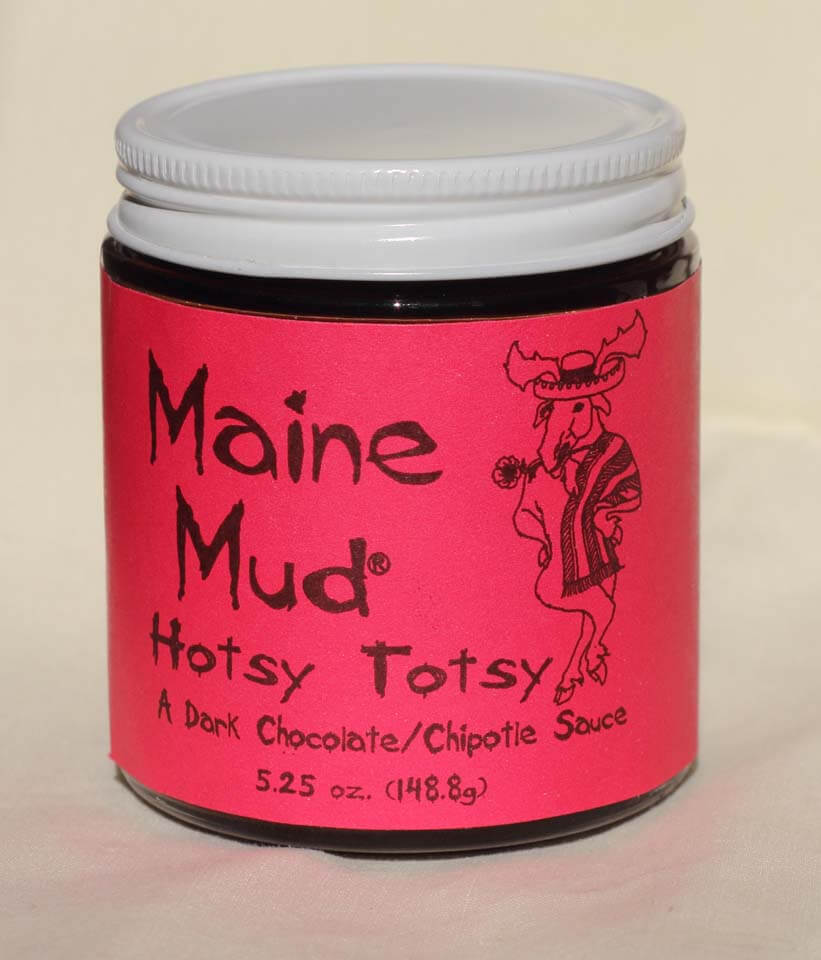 Maine
Mud®
Hotsy Totsy
A Dark Chocolate/Chipotle Sauce
5.25 oz. (148.8g)